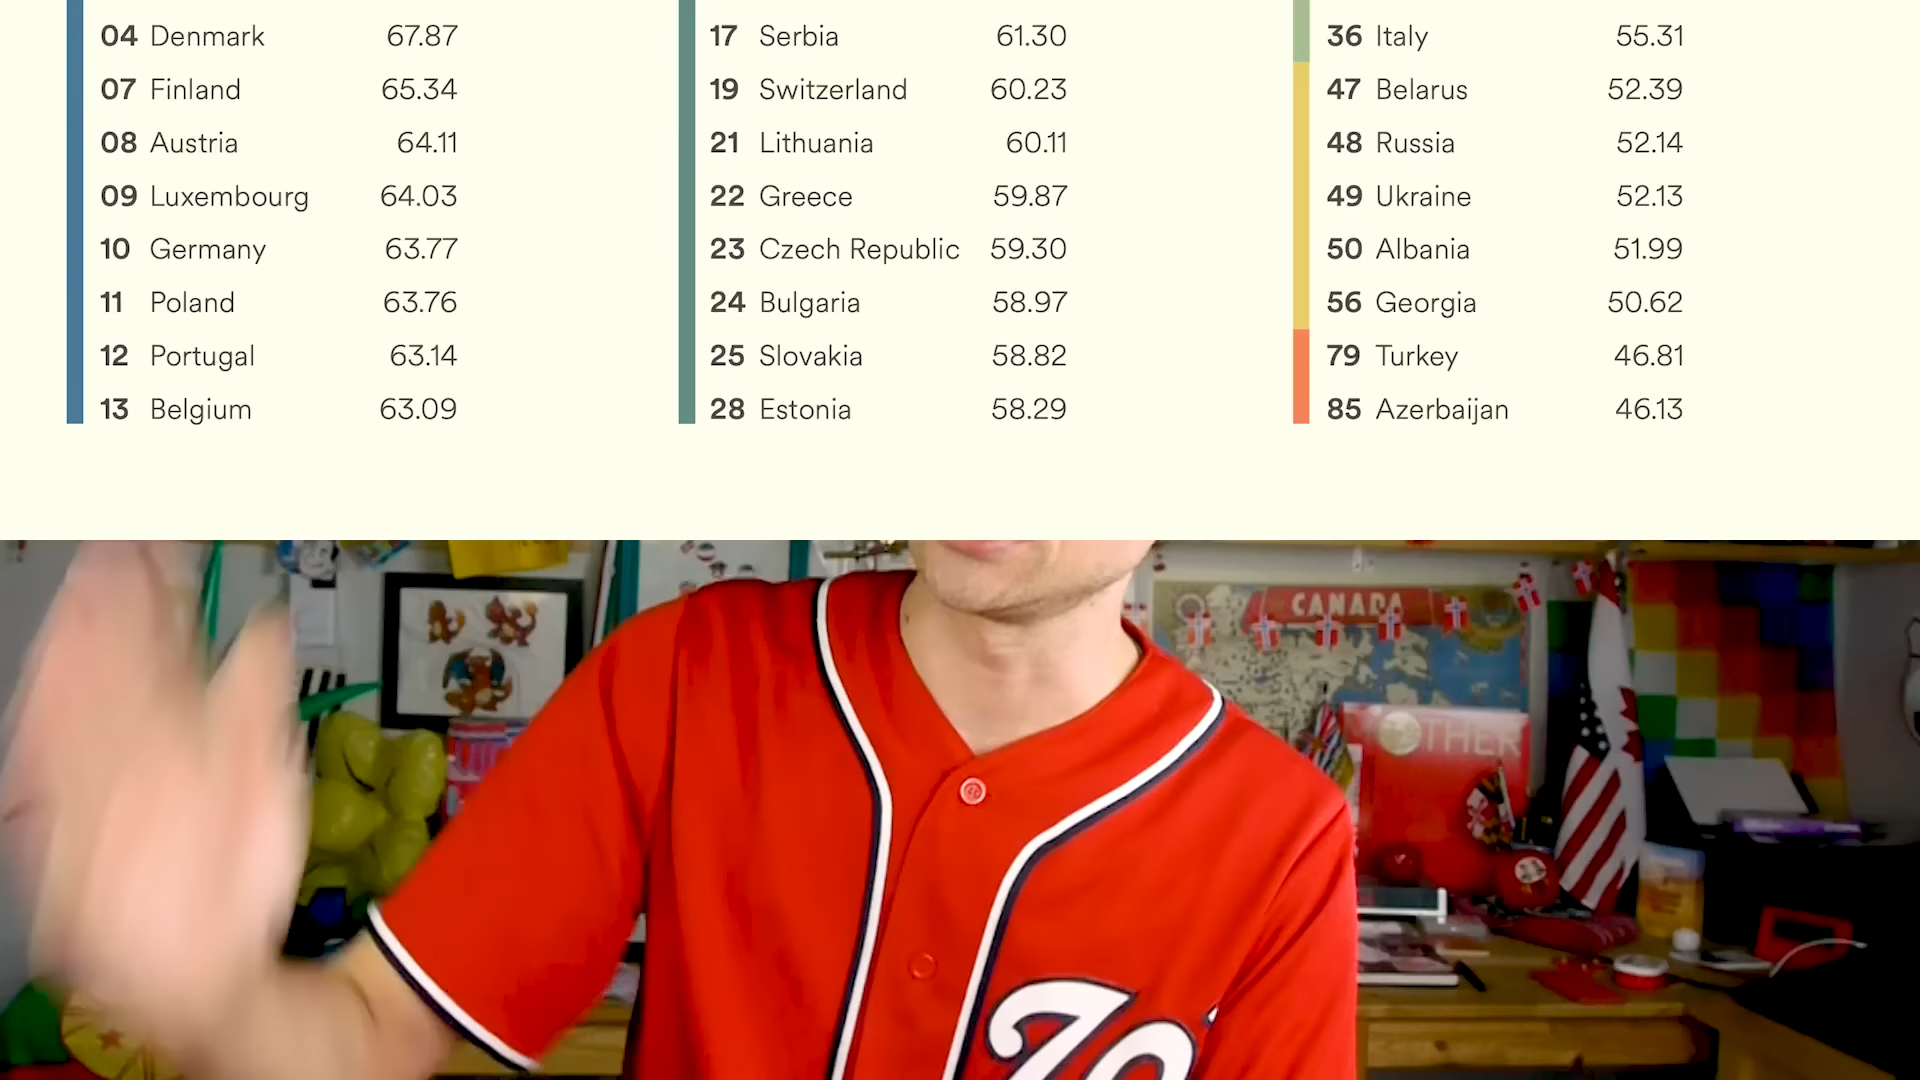 04 Denmark 67.87
07 Finland 65.34
08 Austria 64.11
09 Luxembourg 64.03
10 Germany 63.77
11 Poland 63.76
12 Portugal 63.14
13 Belgium 63.09
17 Serbia 61.30
19 Switzerland 60.23
21 Lithuania 60.11
22 Greece 59.87
23 Czech Republic 59.30
24 Bulgaria 58.97
25 Slovakia 58.82
28 Estonia 58.29
36 Italy 55.31
47 Belarus 52.39
48 Russia 52.14
49 Ukraine 52.13
50 Albania 51.99
56 Georgia 50.62
79 Turkey 46.81
85 Azerbaijan 46.13
CANADA
MOTHER